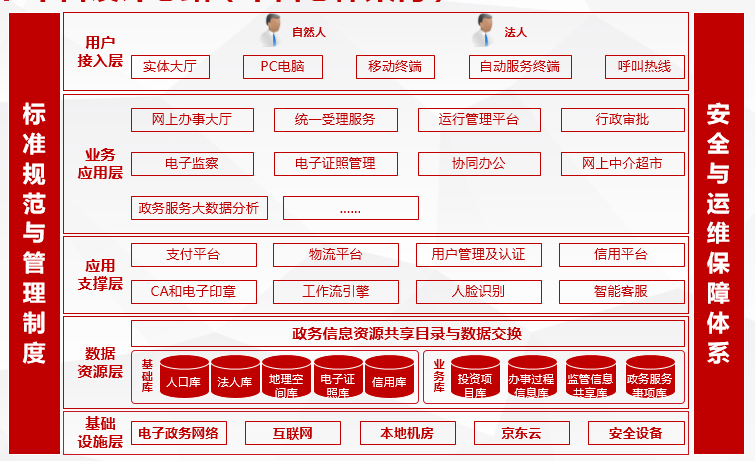 标准规范与管理制度
用户
接入层
自然人
法人
实体大厅
PC电脑
移动终端
自动服务终端
呼叫热线
业务
应用层
网上办事大厅
统一受理服务
运行管理平台
行政审批
电子监察
电子证照管理
协同办公
网上中介超市
政务服务大数据分析
……
应用
支撑层
支付平台
物流平台
用户管理及认证
信用平台
CA和电子印章
工作流引擎
人脸识别
智能客服
数据
资源层
政务信息资源共享目录与数据交换
基础库
人口库
法人库
地理空
间库
电子证
照库
信用库
业务库
投资项
目库
办事过程
信息库
监管信息
共享库
政务服务
事项库
基础
设施层
电子政务网络
互联网
本地机房
京东云
安全设备
安全与运维保障体系